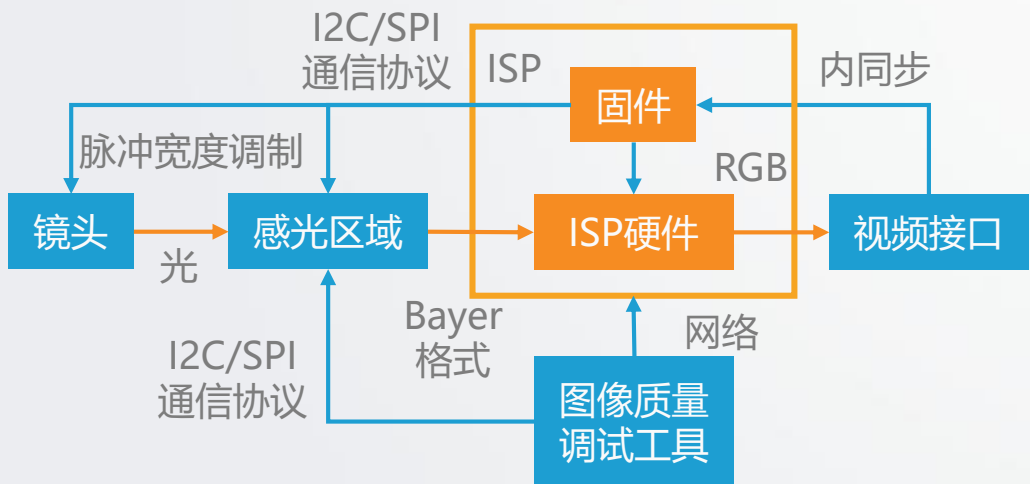 I2C/SPI
通信协议
ISP
固件
内同步
脉冲宽度调制
RGB
镜头
感光区域
ISP硬件
视频接口
光
Bayer
格式
网络
I2C/SPI
通信协议
图像质量
调试工具